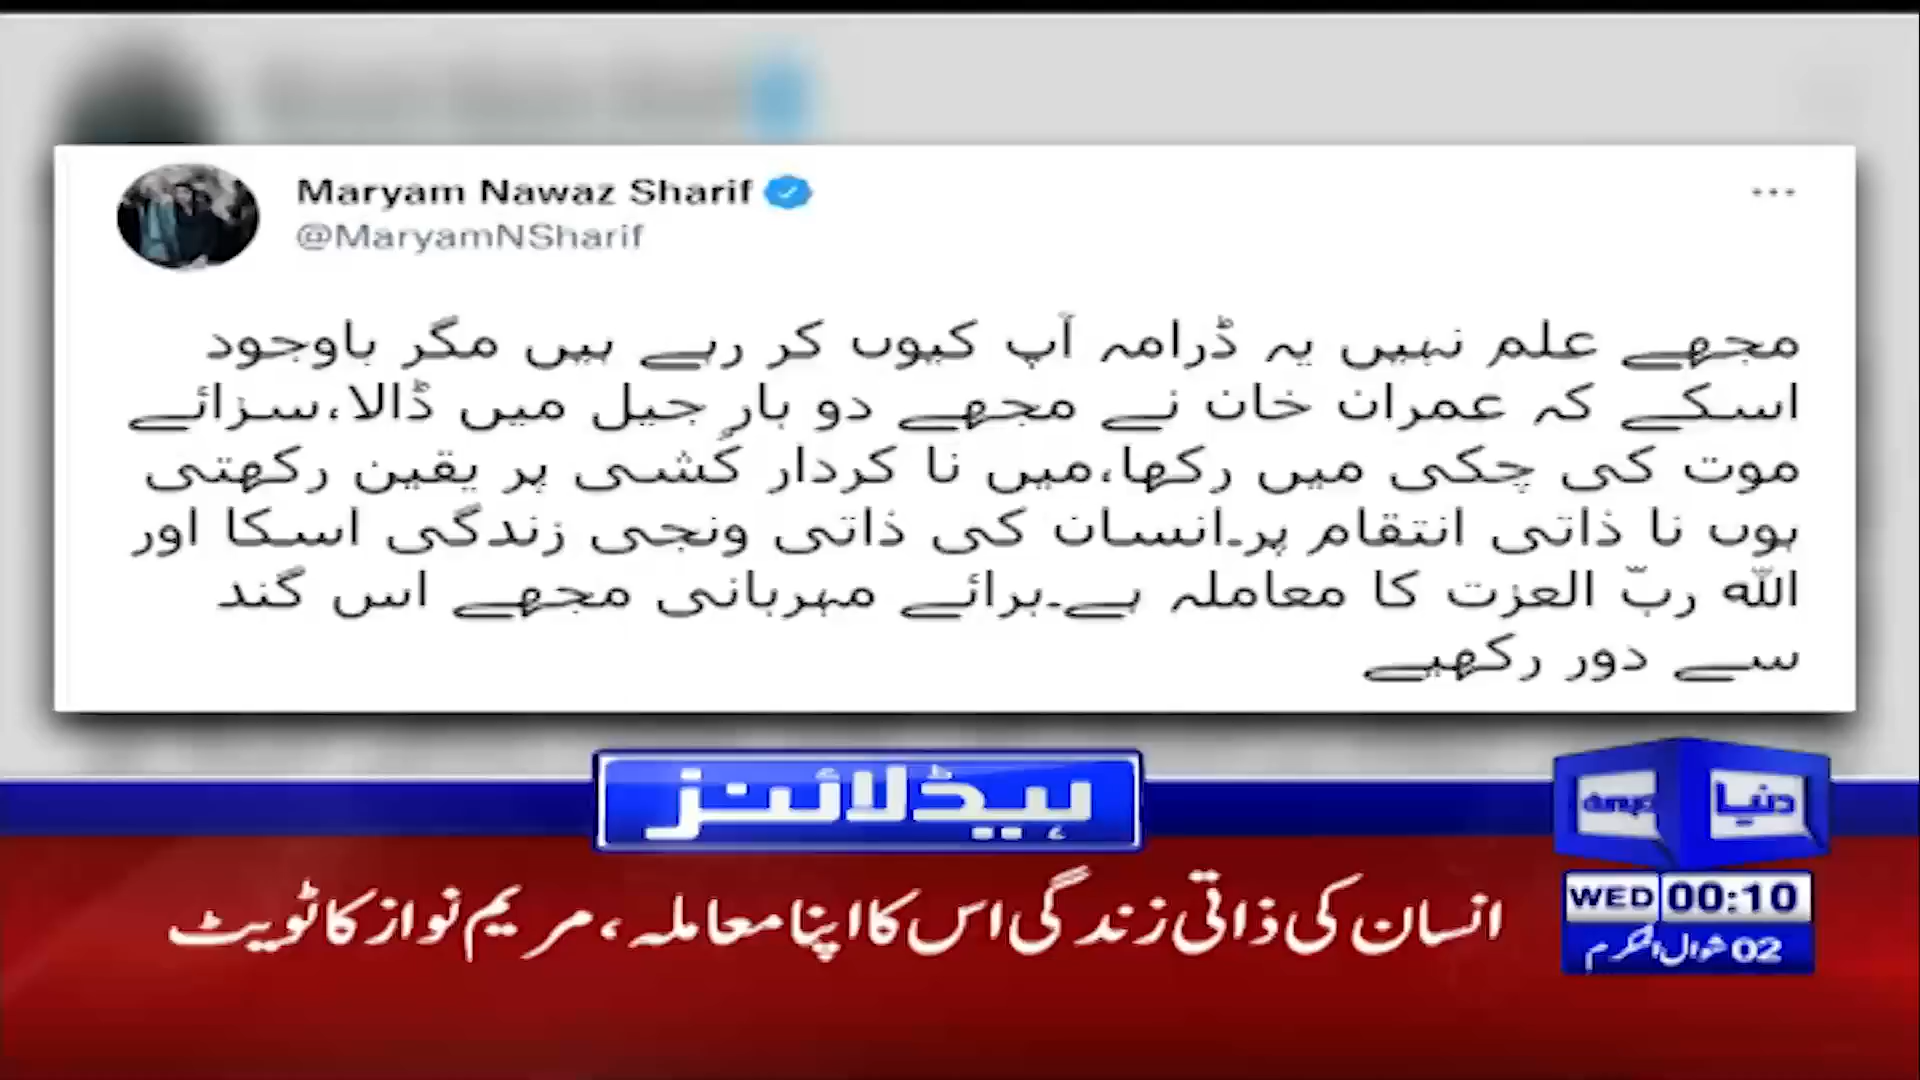 Maryam Nawaz Sharif
@MaryamNSharif
مجھے علم نہیں یہ ڈرامہ آپ کیوں کر رہے ہیں مگر باوجود
اسکے کہ عمران خان نے مجھے دو بار جیل میں ڈالا،سزائے
موت کی چکی میں رکھا،میں نا کردار کُشی پر یقین رکھتی
ہوں نا ذاتی انتقام پر۔انسان کی ذاتی ونجی زندگی اسکا اور
اللّٰه ربّ العزت کا معاملہ ہے۔برائے مہربانی مجھے اس گند
سے دور رکھیے
ہیڈلائنز
دنیا
انسان کی ذاتی زندگی اس کا اپنا معاملہ، مریم نواز کا ٹویٹ
WED 00:10
02 شوال المکرم